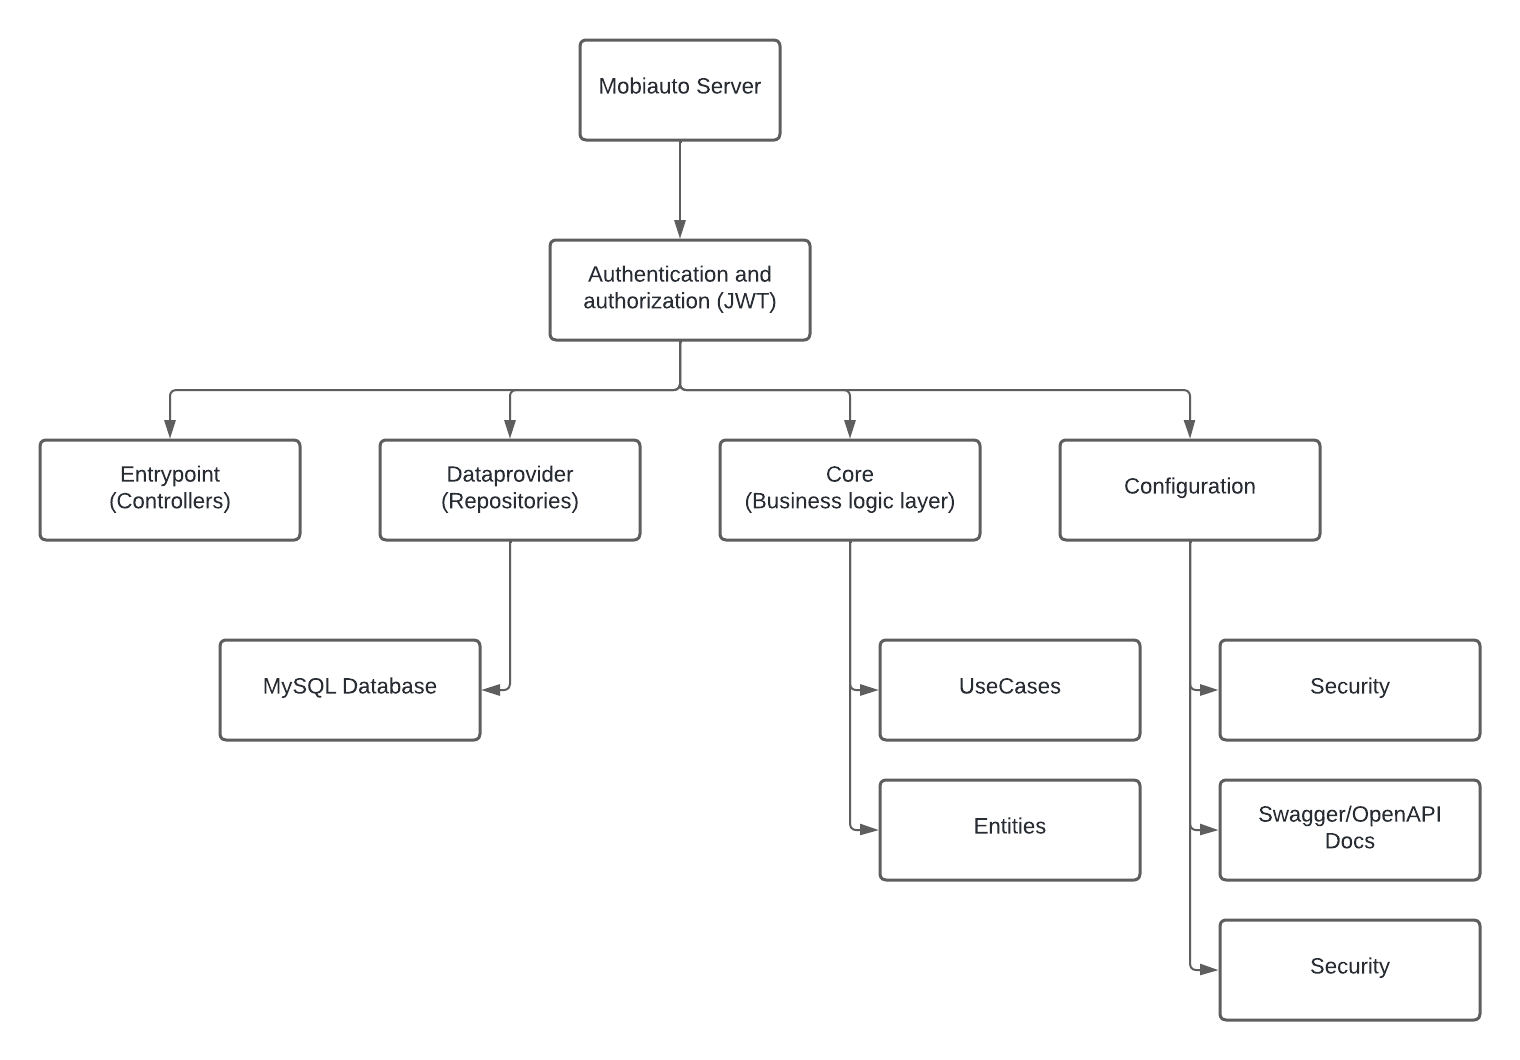 Mobiauto Server
Authentication and
authorization (JWT)
Entrypoint
(Controllers)
Dataprovider
(Repositories)
Core
(Business logic layer)
Configuration
MySQL Database
UseCases
Security
Entities
Swagger/OpenAPI
Docs
Security